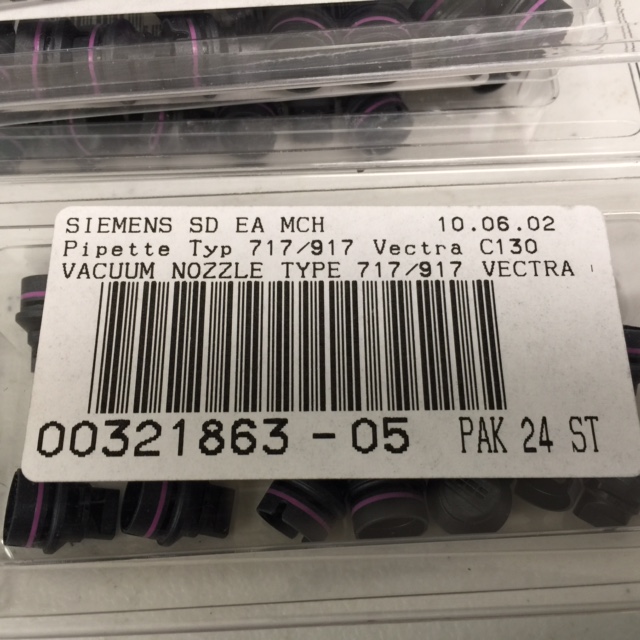 SIEMENS SD EA MCH 10.06.02
Pipette Typ 717/917 Vectra C130
VACUUM NOZZLE TYPE 717/917 VECTRA
00321863-05 PAK 24 ST